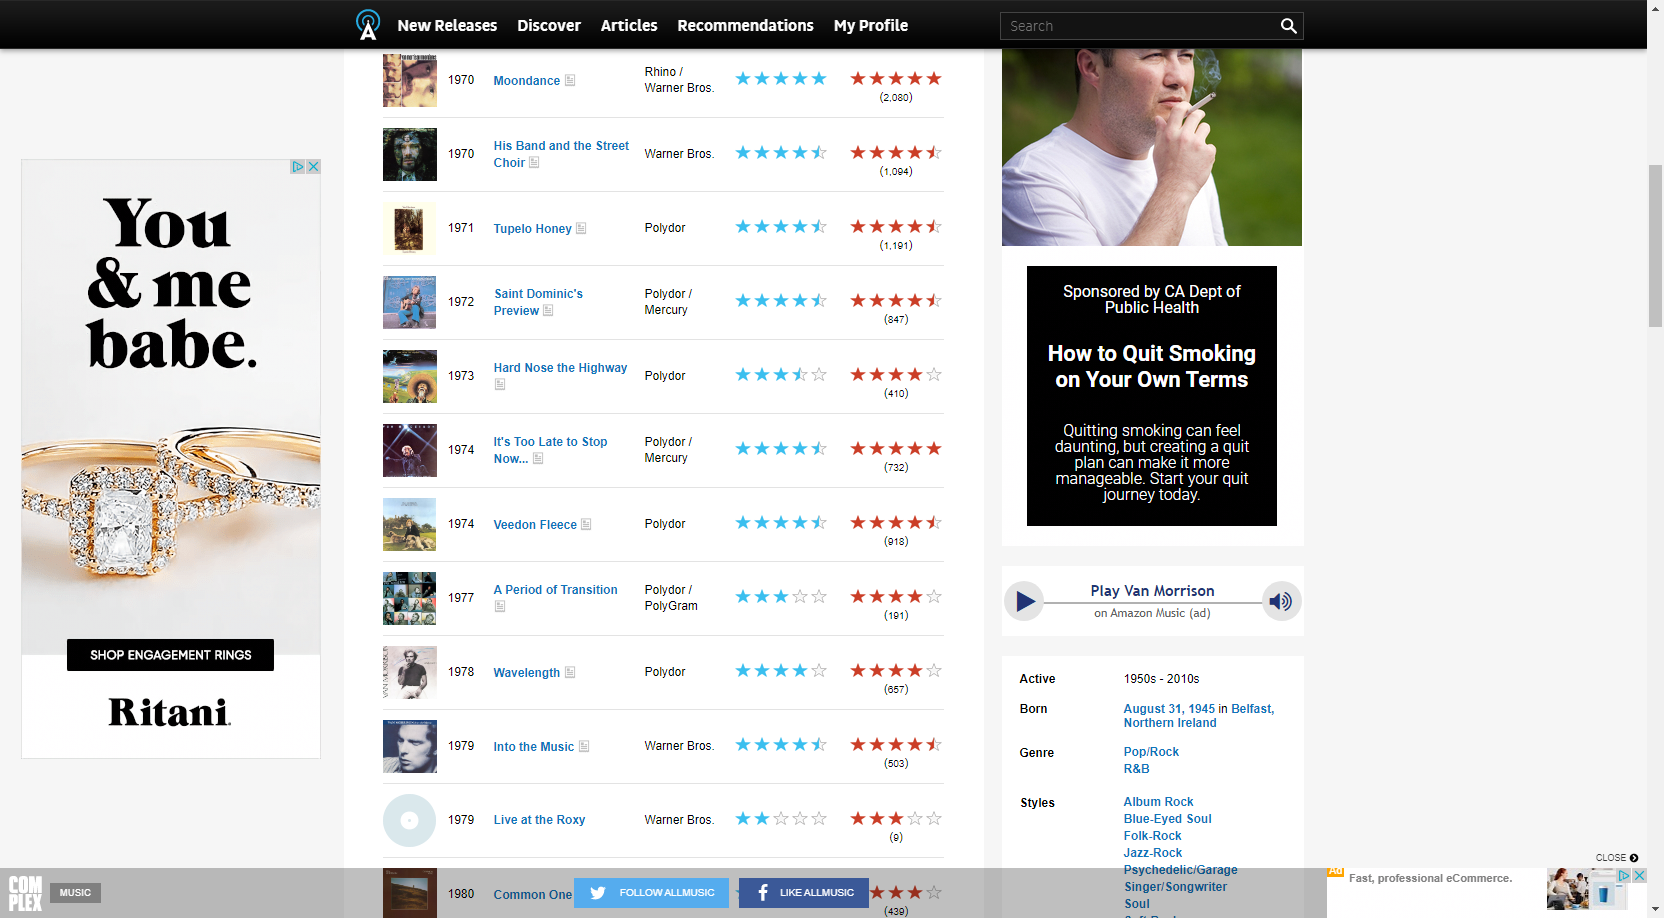 New Releases Discover Articles Recommendations My Profile
Search
1970 Moondance Rhino /
Warner Bros.
(2,080)
1970 His Band and the Street
Choir Warner Bros.
(1,094)
1971 Tupelo Honey Polydor
(1,191)
1972 Saint Dominic's
Preview Polydor /
Mercury
(847)
1973 Hard Nose the Highway Polydor
(410)
1974 It's Too Late to Stop
Now... Polydor /
Mercury
(732)
1974 Veedon Fleece Polydor
(918)
1977 A Period of Transition Polydor /
PolyGram
(191)
1978 Wavelength Polydor
(657)
1979 Into the Music Warner Bros.
(503)
1979 Live at the Roxy Warner Bros.
(9)
1980 Common One
(439)
You
& me
babe.
SHOP ENGAGEMENT RINGS
Ritani
Sponsored by CA Dept of
Public Health
How to Quit Smoking
on Your Own Terms
Quitting smoking can feel
daunting, but creating a quit
plan can make it more
manageable. Start your quit
journey today.
Play Van Morrison
on Amazon Music (ad)
Active 1950s - 2010s
Born August 31, 1945 in Belfast,
Northern Ireland
Genre Pop/Rock
R&B
Styles Album Rock
Blue-Eyed Soul
Folk-Rock
Jazz-Rock
Psychedelic/Garage
Singer/Songwriter
Soul
CLOSE
COMPLEX MUSIC
FOLLOW ALLMUSIC
LIKE ALLMUSIC
Ad
Fast, professional eCommerce.